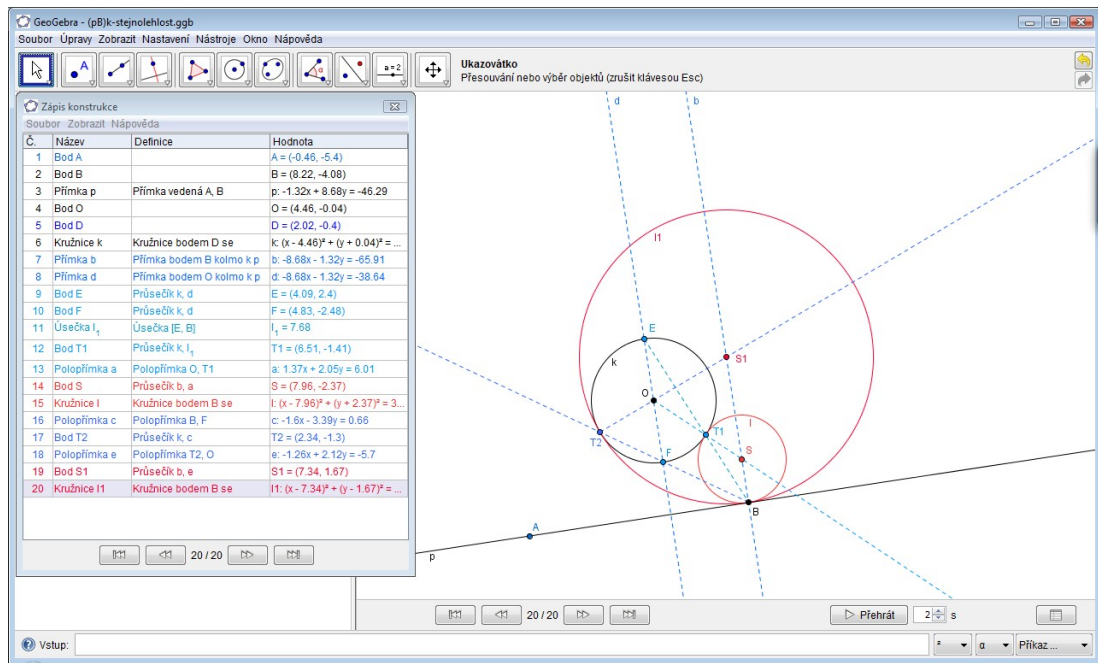 GeoGebra - (pB)k-stejnolehlost.ggb
Soubor Úpravy Zobrazit Nastavení Nástroje Okno Nápověda
A
α
a=2
Ukazovátko
Přesouvání nebo výběr objektů (zrušit klávesou Esc)
Zápis konstrukce
Soubor Zobrazit Nápověda
Č. Název Definice Hodnota
1 Bod A A = (-0.46, -5.4)
2 Bod B B = (8.22, -4.08)
3 Přímka p Přímka vedená A, B p: -1.32x + 8.68y = -46.29
4 Bod O O = (4.46, -0.04)
5 Bod D D = (2.02, -0.4)
6 Kružnice k Kružnice bodem D se k: (x - 4.46)² + (y + 0.04)² = ...
7 Přímka b Přímka bodem B kolmo k p b: -8.68x - 1.32y = -65.91
8 Přímka d Přímka bodem O kolmo k p d: -8.68x - 1.32y = -38.64
9 Bod E Průsečík k, d E = (4.09, 2.4)
10 Bod F Průsečík k, d F = (4.83, -2.48)
11 Úsečka l₁ Úsečka [E, B] l₁ = 7.68
12 Bod T1 Průsečík k, l₁ T1 = (6.51, -1.41)
13 Polopřímka a Polopřímka O, T1 a: 1.37x + 2.05y = 6.01
14 Bod S Průsečík b, a S = (7.96, -2.37)
15 Kružnice l Kružnice bodem B se l: (x - 7.96)² + (y + 2.37)² = 3...
16 Polopřímka c Polopřímka B, F c: -1.6x - 3.39y = 0.66
17 Bod T2 Průsečík k, c T2 = (2.34, -1.3)
18 Polopřímka e Polopřímka T2, O e: -1.26x + 2.12y = -5.7
19 Bod S1 Průsečík b, e S1 = (7.34, 1.67)
20 Kružnice l1 Kružnice bodem B se l1: (x - 7.34)² + (y - 1.67)² = ...
20 / 20
d
b
l1
E
k
S1
O
T2
T1
l
F
S
B
A
p
20 / 20
Přehrát
2 s
Vstup:
²
α
Příkaz ...